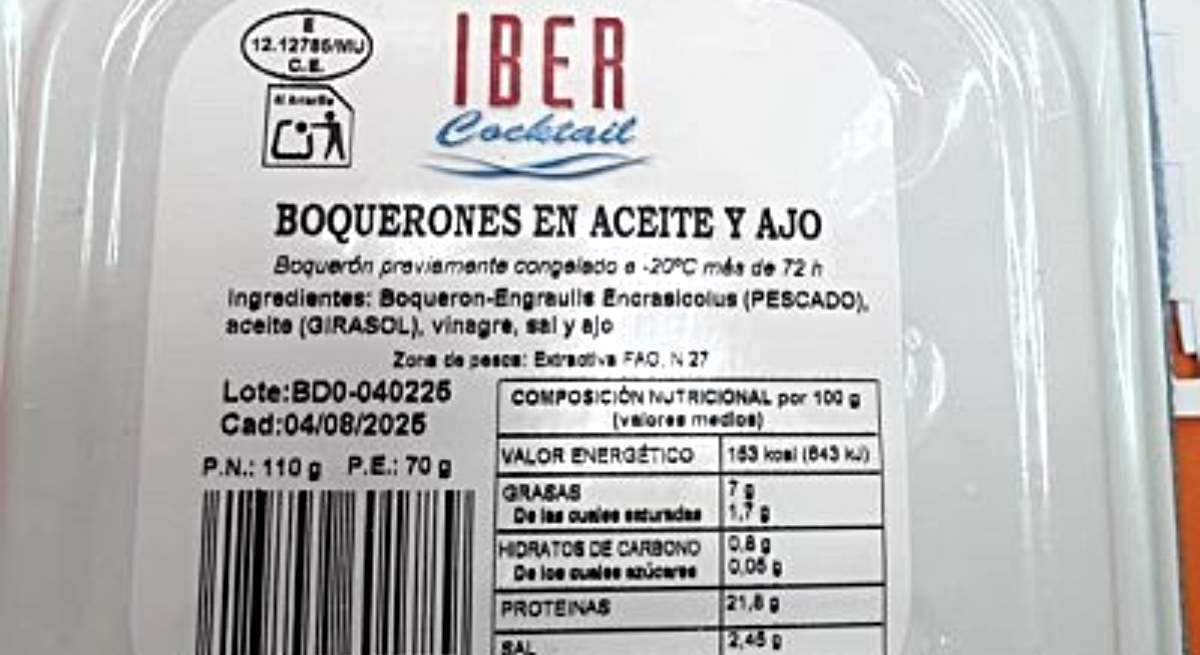 E
12.12786/MU
C.E.
Al Amarillo
IBER
Cocktail
BOQUERONES EN ACEITE Y AJO
Boquerón previamente congelado a -20ºC más de 72 h
Ingredientes: Boqueron-Engraulis Encrasicolus (PESCADO),
aceite (GIRASOL), vinagre, sal y ajo
Zona de pesca: Extractiva FAO, N 27
Lote:BD0-040225
Cad:04/08/2025
P.N.: 110 g P.E.: 70 g
COMPOSICIÓN NUTRICIONAL por 100 g
(valores medios)
VALOR ENERGÉTICO 153 kcal (643 kJ)
GRASAS 7 g
De las cuales saturadas 1,7 g
HIDRATOS DE CARBONO 0,8 g
De los cuales azúcares 0,05 g
PROTEINAS 21,8 g
SAL 2,45 g